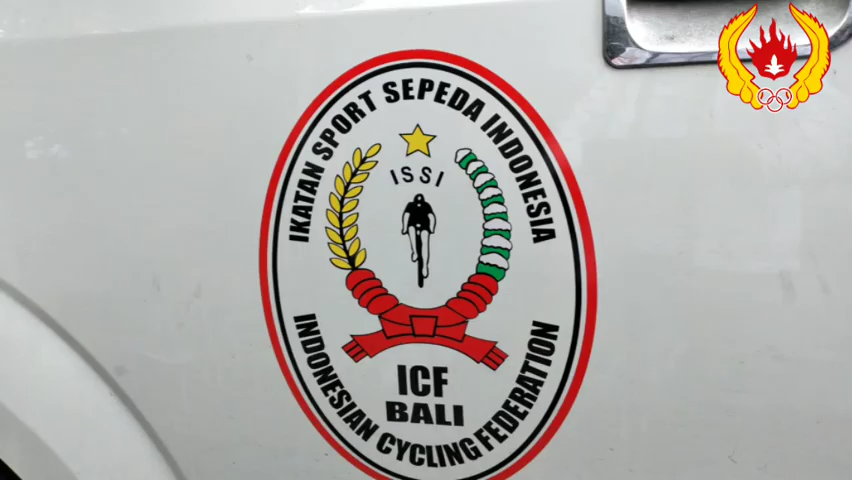 IKATAN SPORT SEPEDA INDONESIA
ISSI
ICF
BALI
INDONESIAN CYCLING FEDERATION